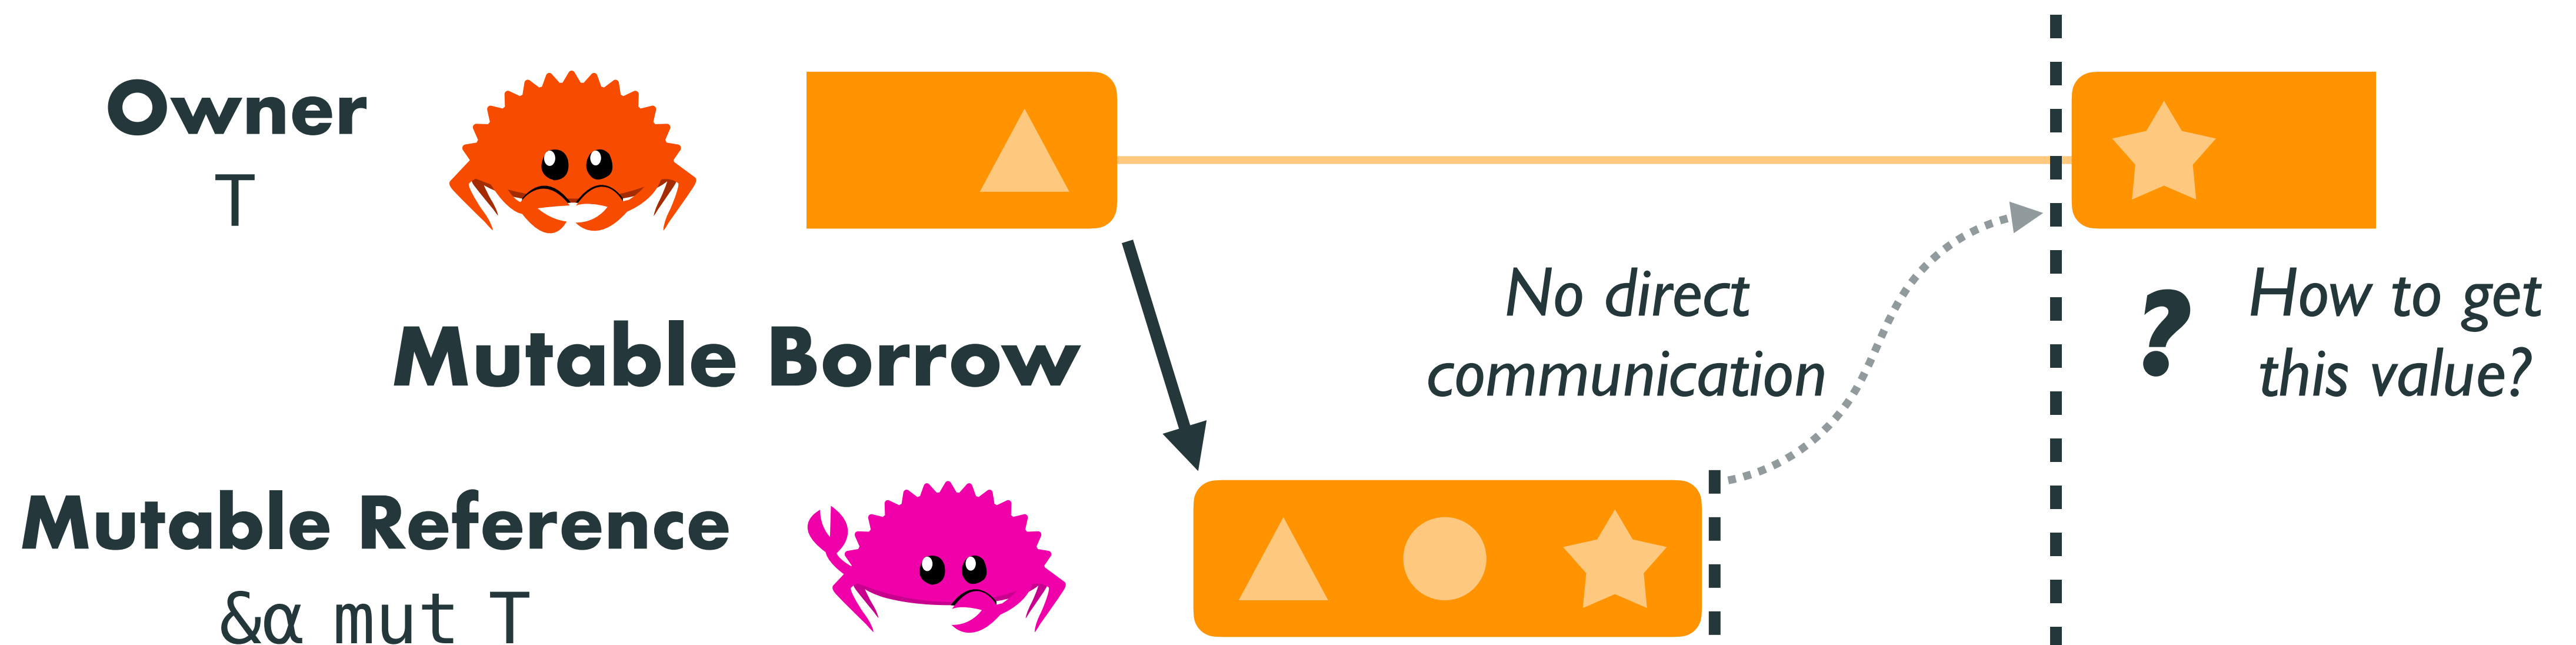 Owner
T
Mutable Borrow
No direct
communication
?
How to get
this value?
Mutable Reference
&α mut T